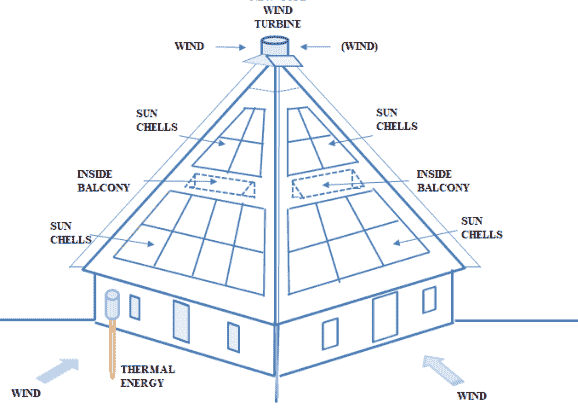 WIND
TURBINE
WIND
(WIND)
SUN
CHELLS
SUN
CHELLS
INSIDE
BALCONY
INSIDE
BALCONY
SUN
CHELLS
SUN
CHELLS
THERMAL
ENERGY
WIND
WIND